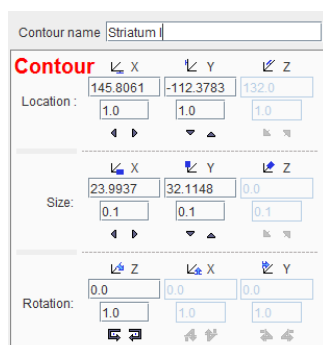 Contour name Striatum l
Contour X Y Z
Location : 145.8061 -112.3783 132.0
1.0 1.0 1.0
X Y Z
Size: 23.9937 32.1148 0.0
0.1 0.1 0.1
Z X Y
Rotation: 0.0 0.0 0.0
1.0 1.0 1.0